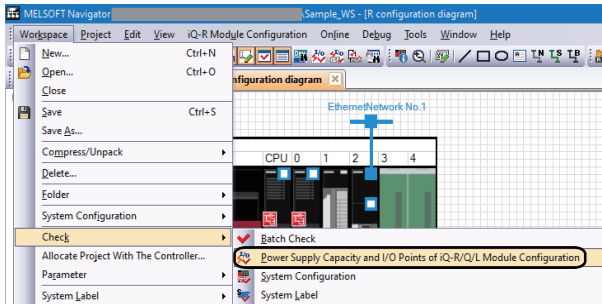 MELSOFT Navigator \Sample_WS - [R configuration diagram]
Workspace Project Edit View iQ-R Module Configuration Online Debug Tools Window Help
New... Ctrl+N
Open... Ctrl+O
nfiguration diagram
Close
EthernetNetwork No.1
Save Ctrl+S
Save As...
Compress/Unpack
CPU 0 1 2 3 4
Delete...
Folder
System Configuration
Check
Batch Check
Allocate Project With The Controller...
Power Supply Capacity and I/O Points of iQ-R/Q/L Module Configuration
Parameter
System Configuration
System Label
System Label